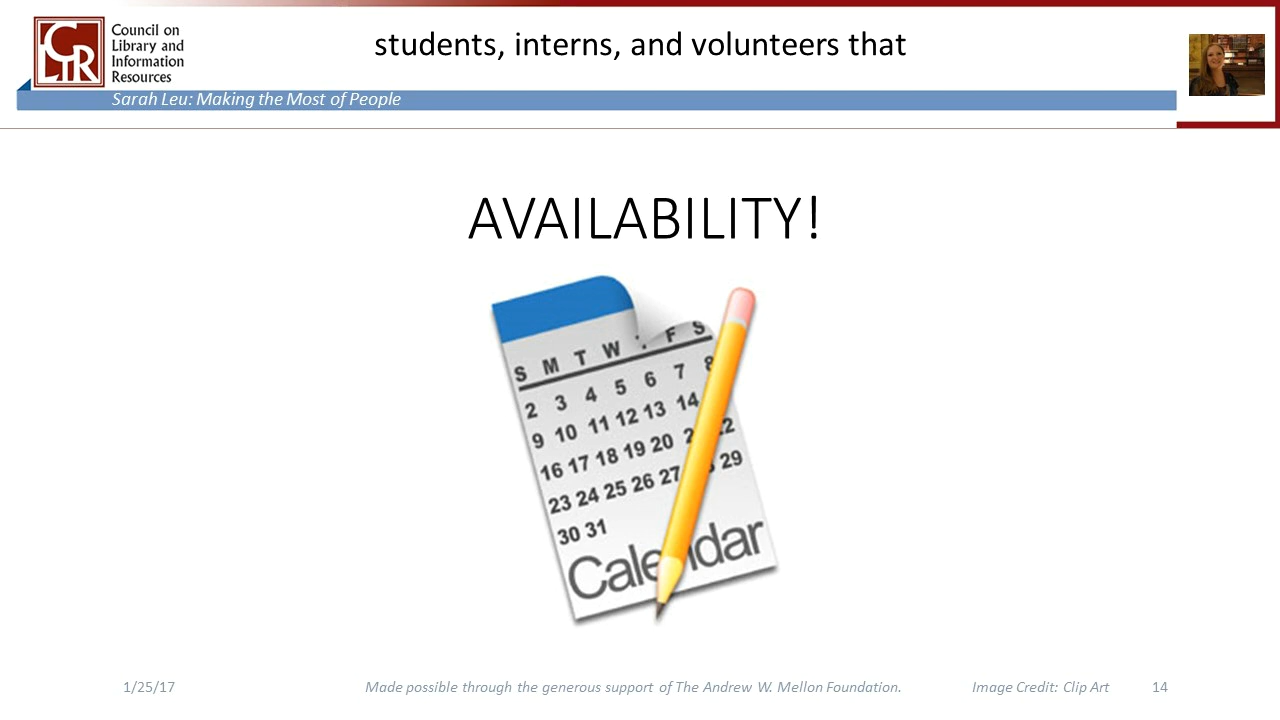 CLIR
Council on
Library and
Information
Resources
students, interns, and volunteers that
Sarah Leu: Making the Most of People
AVAILABILITY!
S M T W F S
2 3 4 5 6 7 8
9 10 11 12 13 14
16 17 18 19 20 22
23 24 25 26 27 29
30 31
Calendar
1/25/17
Made possible through the generous support of The Andrew W. Mellon Foundation.
Image Credit: Clip Art
14